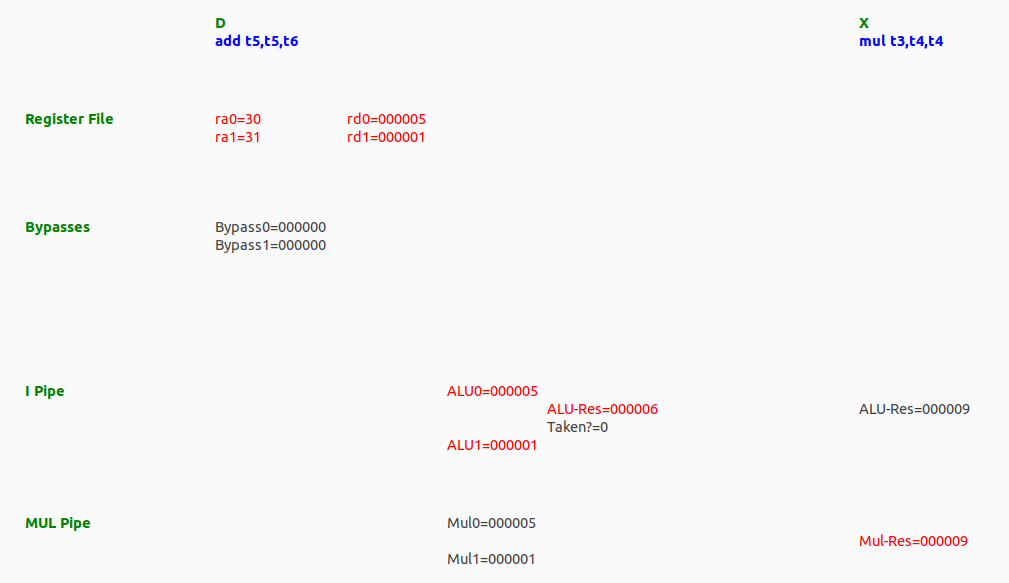 D X
add t5,t5,t6 mul t3,t4,t4
Register File ra0=30 rd0=000005
ra1=31 rd1=000001
Bypasses Bypass0=000000
Bypass1=000000
I Pipe ALU0=000005
ALU-Res=000006 ALU-Res=000009
Taken?=0
ALU1=000001
MUL Pipe Mul0=000005
Mul-Res=000009
Mul1=000001